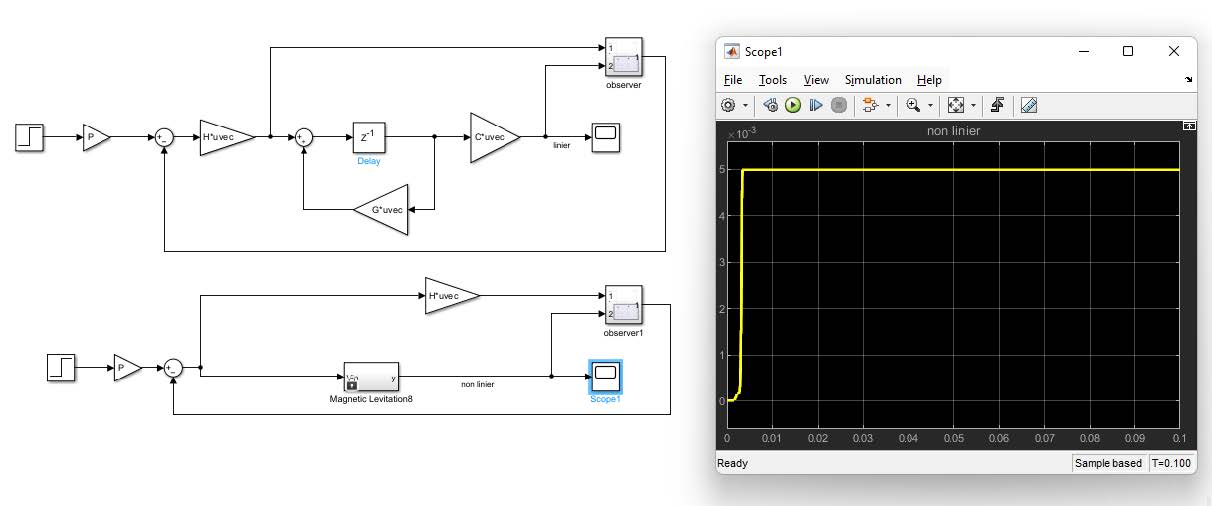 1
2
1
observer
P
H*uvec
z-1
Delay
C*uvec
linier
G*uvec
H*uvec
1
2
1
observer1
P
y
Magnetic Levitation8
non linier
Scope1
Scope1
File Tools View Simulation Help
×10-3
non linier
5
4
3
2
1
0
0 0.01 0.02 0.03 0.04 0.05 0.06 0.07 0.08 0.09 0.1
Ready Sample based T=0.100